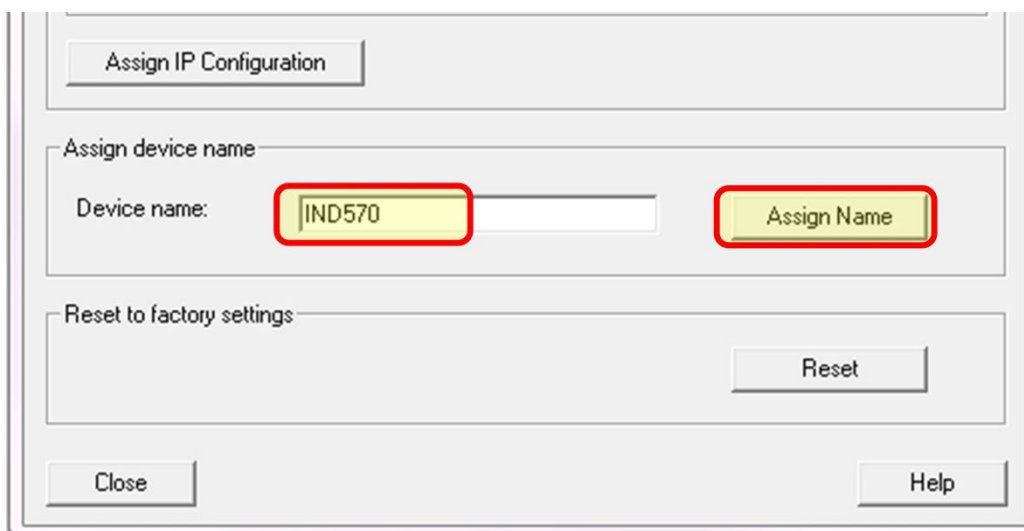 Assign IP Configuration
Assign device name
Device name: IND570 Assign Name
Reset to factory settings
Reset
Close Help